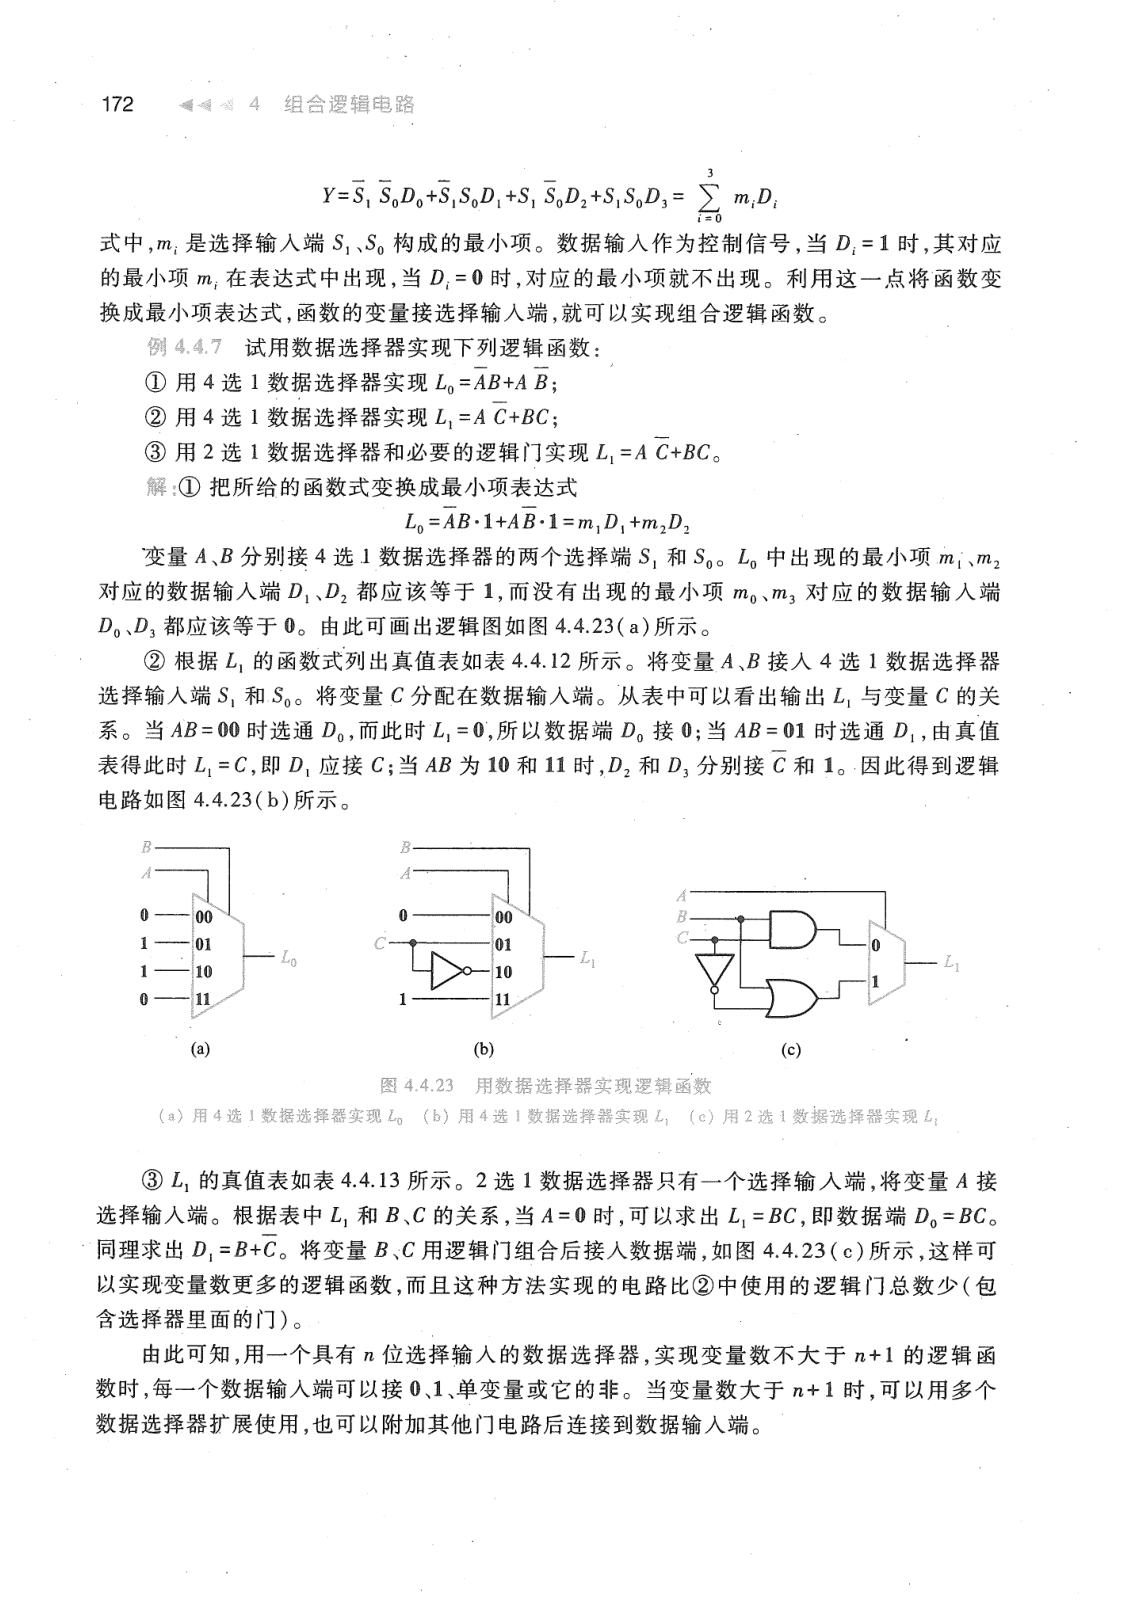 172 4 组合逻辑电路
Y=S̅₁ S̅₀D₀+S̅₁S₀D₁+S₁ S̅₀D₂+S₁S₀D₃= ∑ᵢ₌₀³ mᵢDᵢ
式中,mᵢ 是选择输入端 S₁、S₀ 构成的最小项。数据输入作为控制信号,当 Dᵢ=1 时,其对应
的最小项 mᵢ 在表达式中出现,当 Dᵢ=0 时,对应的最小项就不出现。利用这一点将函数变
换成最小项表达式,函数的变量接选择输入端,就可以实现组合逻辑函数。
例 4.4.7 试用数据选择器实现下列逻辑函数:
① 用 4 选 1 数据选择器实现 L₀=A̅B+A B̅;
② 用 4 选 1 数据选择器实现 L₁=A C̅+BC;
③ 用 2 选 1 数据选择器和必要的逻辑门实现 L₁=A C̅+BC。
解:① 把所给的函数式变换成最小项表达式
L₀=A̅B·1+AB̅·1=m₁D₁+m₂D₂
变量 A、B 分别接 4 选 1 数据选择器的两个选择端 S₁ 和 S₀。L₀ 中出现的最小项 m₁、m₂
对应的数据输入端 D₁、D₂ 都应该等于 1,而没有出现的最小项 m₀、m₃ 对应的数据输入端
D₀、D₃ 都应该等于 0。由此可画出逻辑图如图 4.4.23(a)所示。
② 根据 L₁ 的函数式列出真值表如表 4.4.12 所示。将变量 A、B 接入 4 选 1 数据选择器
选择输入端 S₁ 和 S₀。将变量 C 分配在数据输入端。从表中可以看出输出 L₁ 与变量 C 的关
系。当 AB=00 时选通 D₀,而此时 L₁=0,所以数据端 D₀ 接 0;当 AB=01 时选通 D₁,由真值
表得此时 L₁=C,即 D₁ 应接 C;当 AB 为 10 和 11 时,D₂ 和 D₃ 分别接 C̅ 和 1。因此得到逻辑
电路如图 4.4.23(b)所示。
B
A
0 00
1 01
1 10
0 11
L₀
(a)
B
A
0 00
C 01
10
1 11
L₁
(b)
A
B
C
0
1
L₁
(c)
图 4.4.23 用数据选择器实现逻辑函数
(a) 用 4 选 1 数据选择器实现 L₀ (b) 用 4 选 1 数据选择器实现 L₁ (c) 用 2 选 1 数据选择器实现 L₁
③ L₁ 的真值表如表 4.4.13 所示。2 选 1 数据选择器只有一个选择输入端,将变量 A 接
选择输入端。根据表中 L₁ 和 B、C 的关系,当 A=0 时,可以求出 L₁=BC,即数据端 D₀=BC。
同理求出 D₁=B+C̅。将变量 B、C 用逻辑门组合后接入数据端,如图 4.4.23(c)所示,这样可
以实现变量数更多的逻辑函数,而且这种方法实现的电路比②中使用的逻辑门总数少(包
含选择器里面的门)。
由此可知,用一个具有 n 位选择输入的数据选择器,实现变量数不大于 n+1 的逻辑函
数时,每一个数据输入端可以接 0、1、单变量或它的非。当变量数大于 n+1 时,可以用多个
数据选择器扩展使用,也可以附加其他门电路后连接到数据输入端。